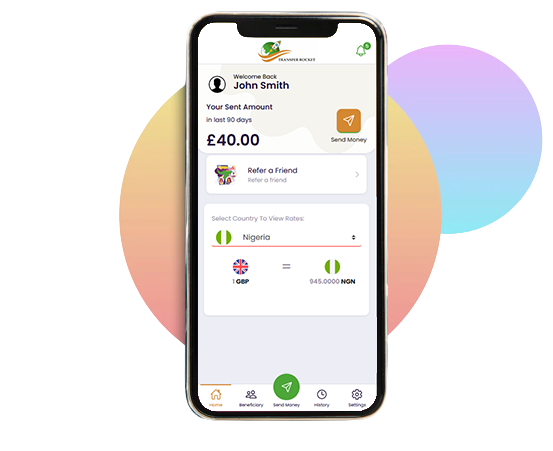 TRANSFER ROCKET
6
Welcome Back
John Smith
Your Sent Amount
in last 90 days
£40.00
Send Money
Refer a Friend
Refer a friend
Select Country To View Rates:
Nigeria
=
1 GBP
945.0000 NGN
Home
Beneficiary
Send Money
History
Settings